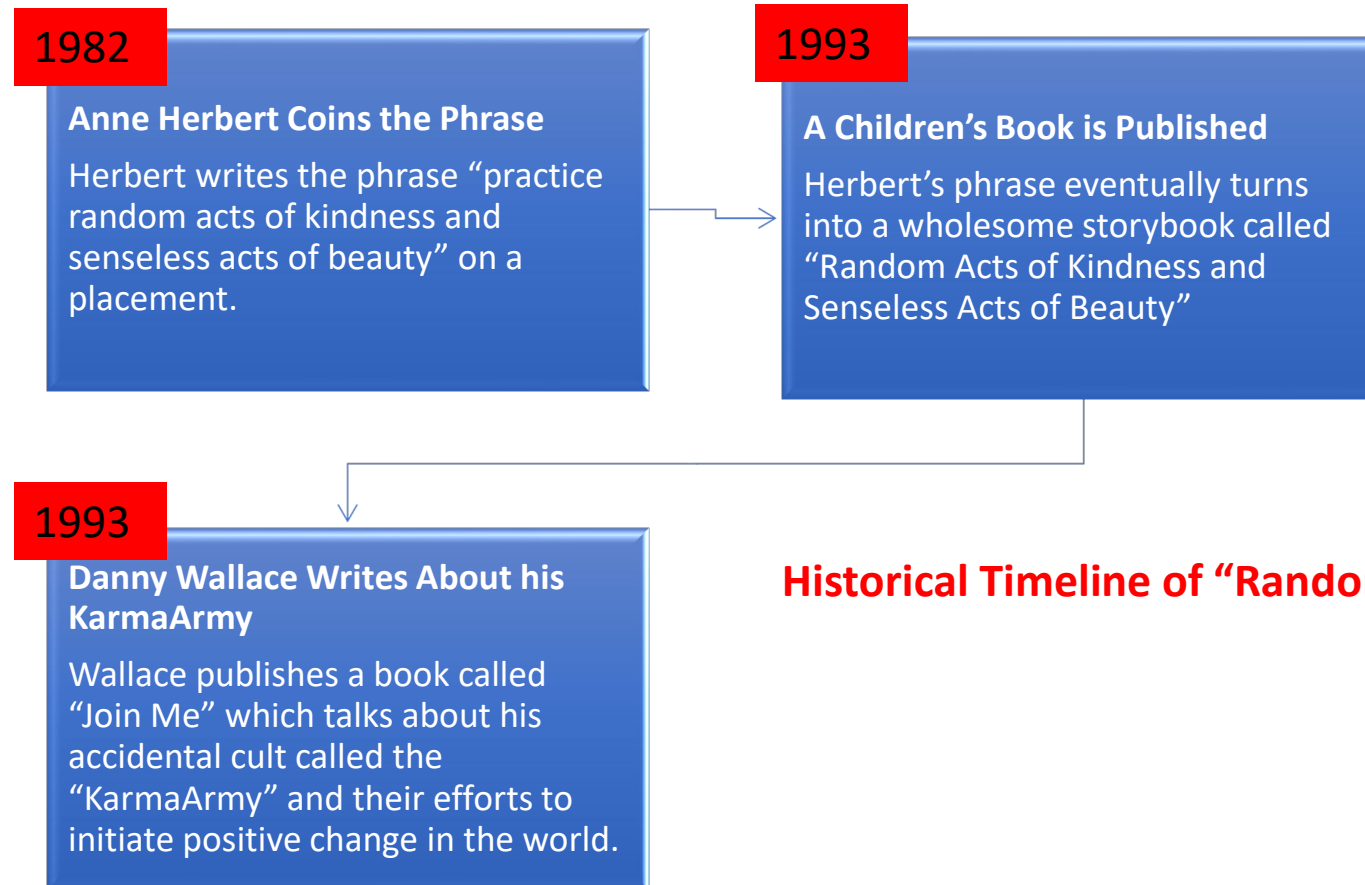 1982
Anne Herbert Coins the Phrase
Herbert writes the phrase “practice
random acts of kindness and
senseless acts of beauty” on a
placement.
1993
A Children’s Book is Published
Herbert’s phrase eventually turns
into a wholesome storybook called
“Random Acts of Kindness and
Senseless Acts of Beauty”
1993
Danny Wallace Writes About his
KarmaArmy
Wallace publishes a book called
“Join Me” which talks about his
accidental cult called the
“KarmaArmy” and their efforts to
initiate positive change in the world.
Historical Timeline of “Rando